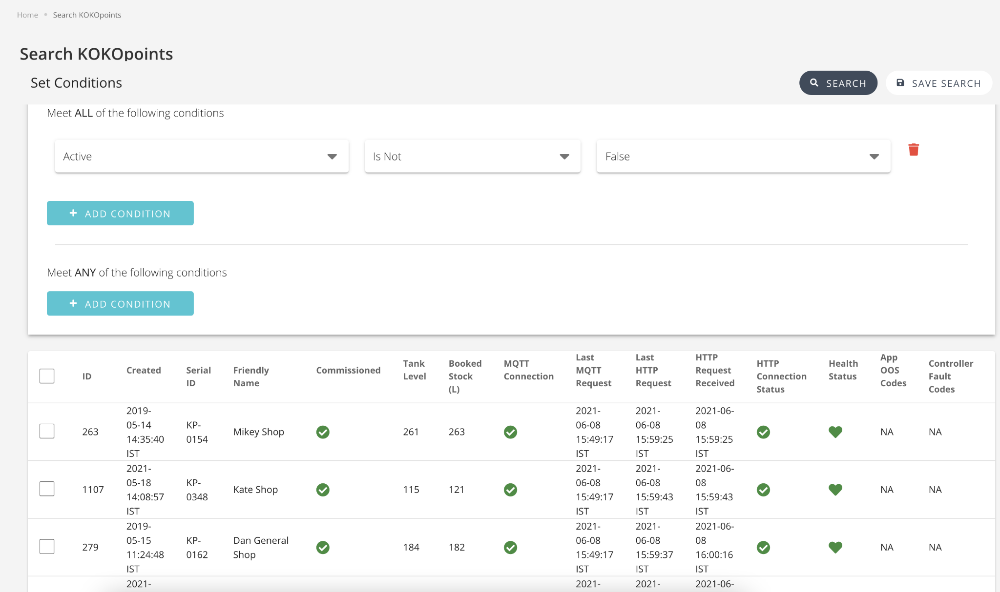 Home • Search KOKOpoints
Search KOKOpoints
Set Conditions
SEARCH
SAVE SEARCH
Meet ALL of the following conditions
Active
Is Not
False
+ ADD CONDITION
Meet ANY of the following conditions
+ ADD CONDITION
ID
Created
Serial
ID
Friendly
Name
Commissioned
Tank
Level
Booked
Stock
(L)
MQTT
Connection
Last
MQTT
Request
Last
HTTP
Request
HTTP
Request
Received
HTTP
Connection
Status
Health
Status
App
OOS
Codes
Controller
Fault
Codes
263
2019-
05-14
14:35:40
IST
KP-
0154
Mikey Shop
261
263
2021-
06-08
15:49:17
IST
2021-
06-08
15:59:25
IST
2021-06-
08
15:59:25
IST
NA
NA
1107
2021-
05-18
14:08:57
IST
KP-
0348
Kate Shop
115
121
2021-
06-08
15:49:17
IST
2021-
06-08
15:59:43
IST
2021-06-
08
15:59:43
IST
NA
NA
279
2019-
05-15
11:24:48
IST
KP-
0162
Dan General
Shop
184
182
2021-
06-08
15:49:17
IST
2021-
06-08
15:59:37
IST
2021-06-
08
16:00:16
IST
NA
NA
2021-
2021-
2021-
2021-06-